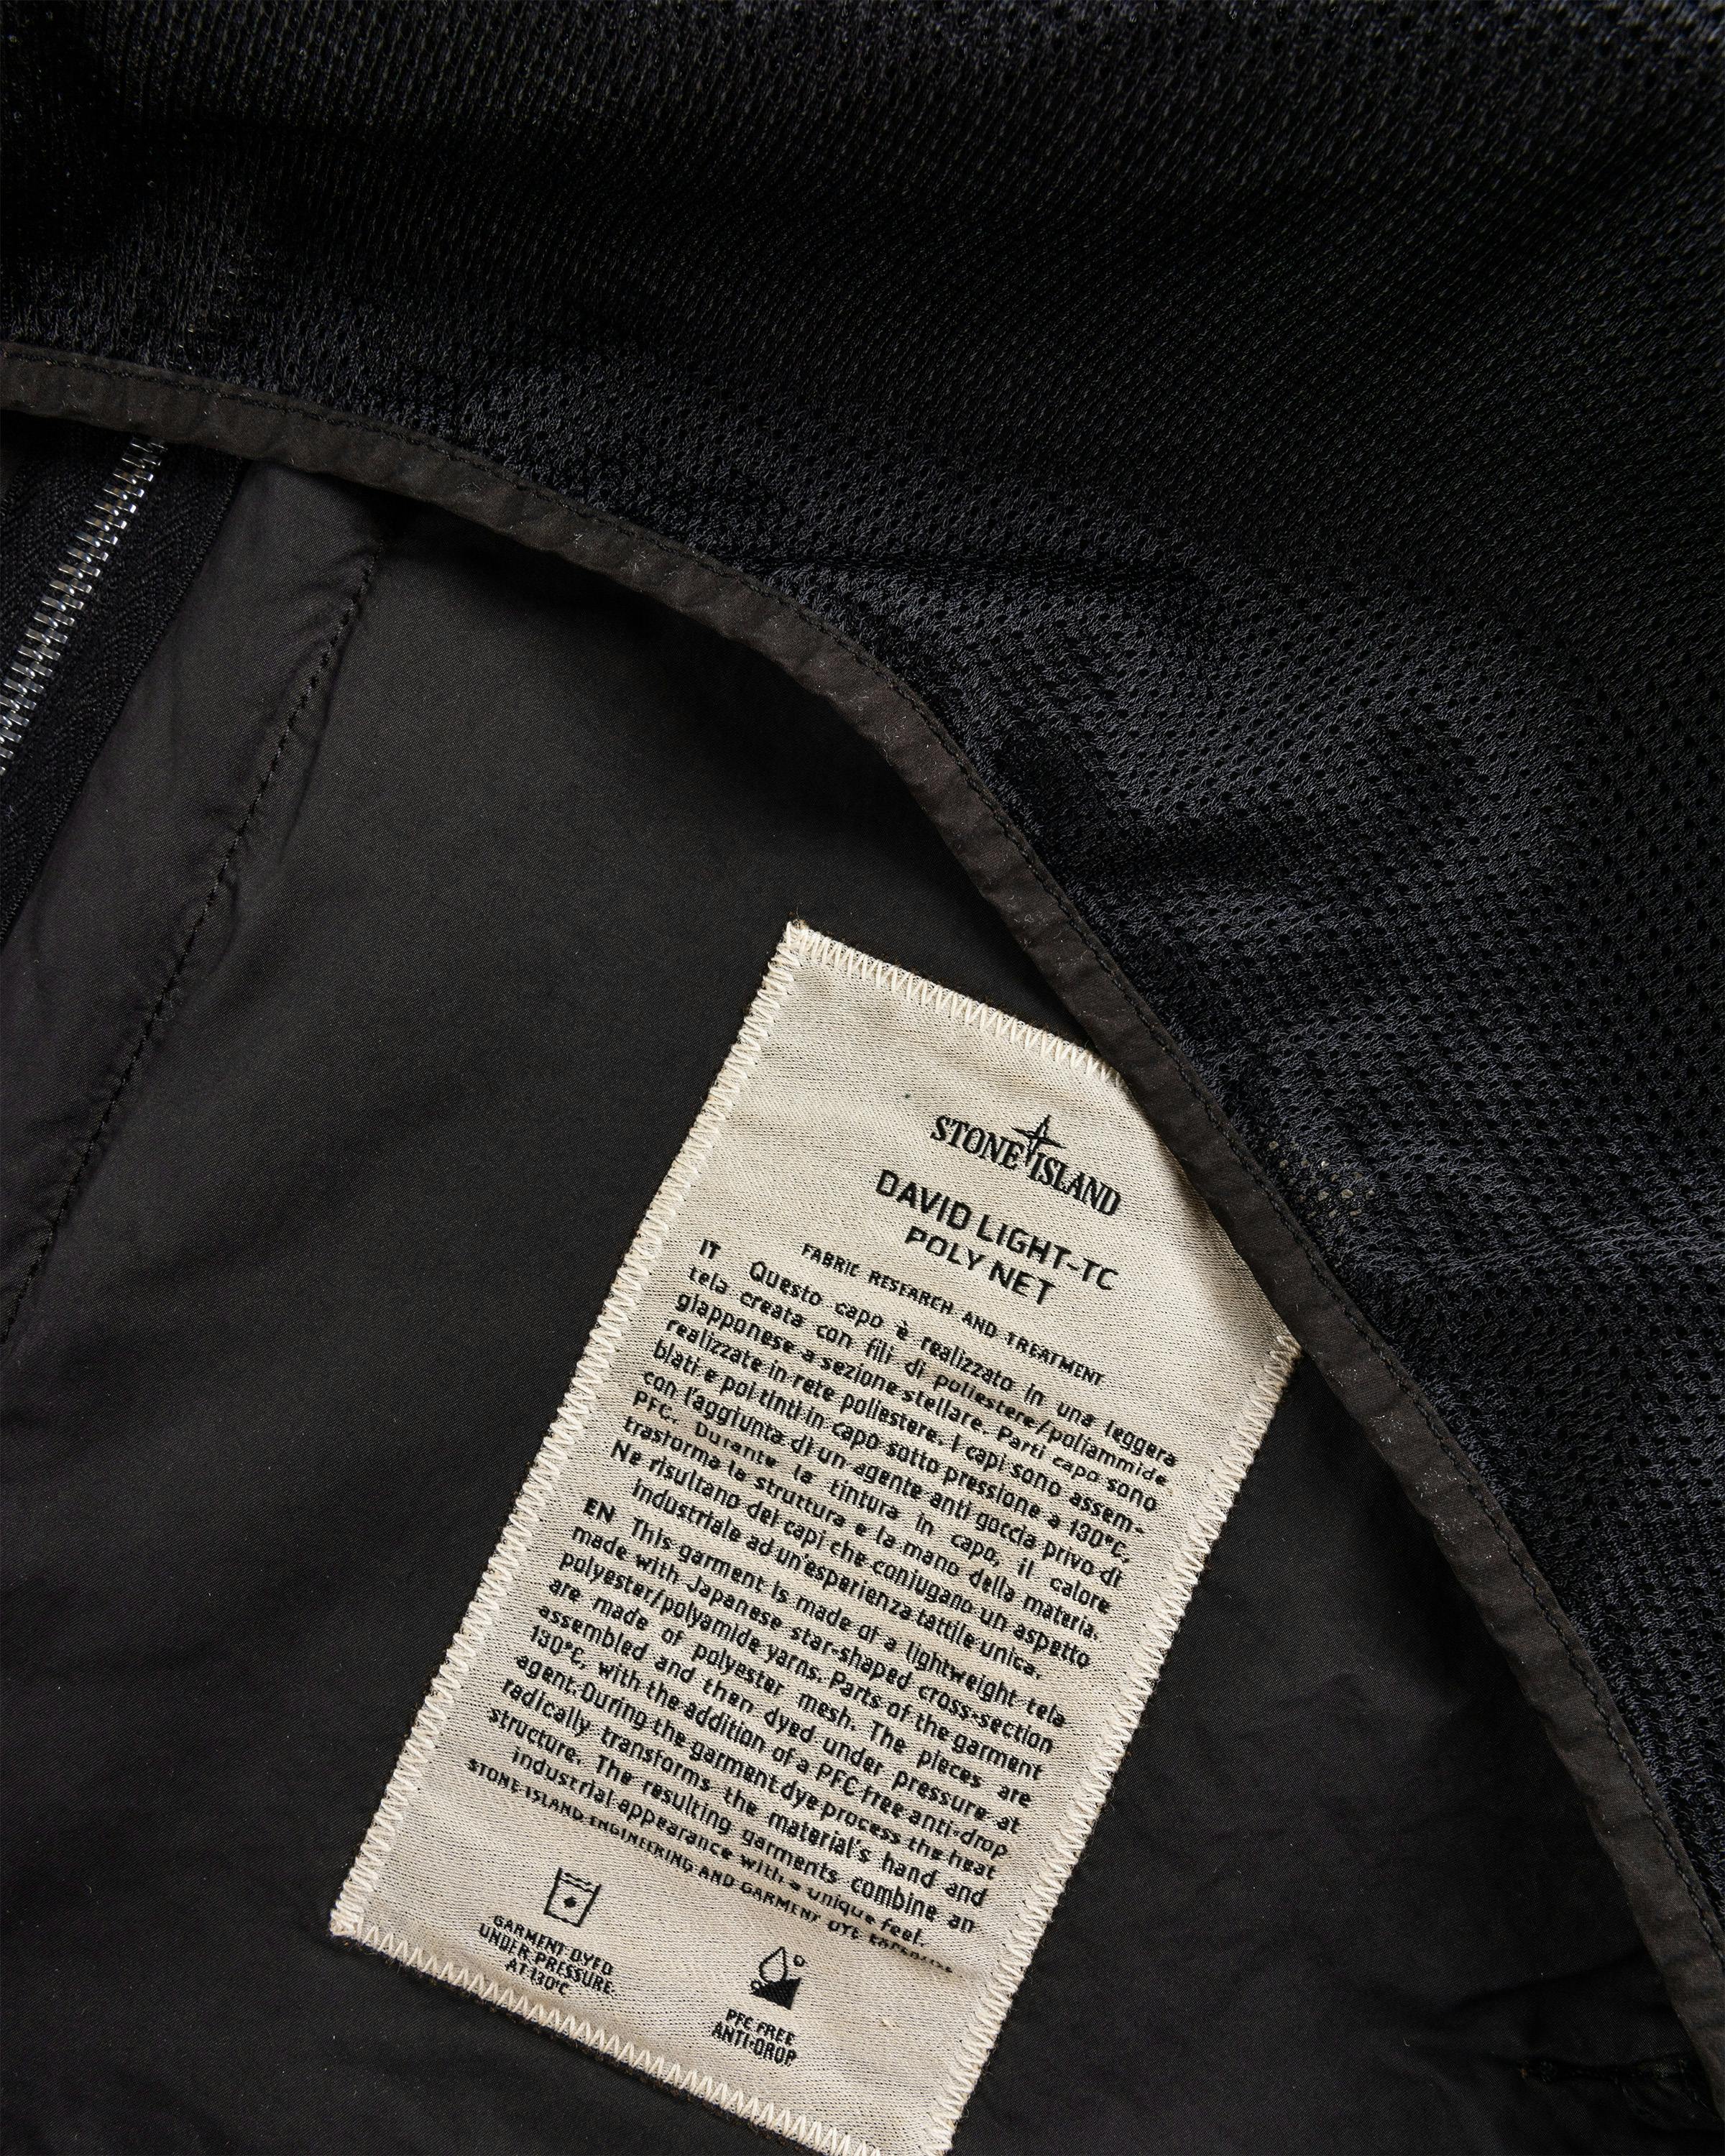 STONE ISLAND
DAVID LIGHT-TC
POLY NET
FABRIC RESEARCH AND TREATMENT
IT Questo capo è realizzato in una leggera
tela creata con fili di poliestere/poliammide
giapponese a sezione stellare. Parti capo sono
realizzate in rete poliestere. I capi sono assem-
blati e poi tinti in capo sotto pressione a 130°C,
con l'aggiunta di un agente anti goccia privo di
PFC. Durante la tintura in capo, il calore
trasforma la struttura e la mano della materia.
Ne risultano dei capi che coniugano un aspetto
industriale ad un'esperienza tattile unica.
EN This garment is made of a lightweight tela
made with Japanese star-shaped cross-section
polyester/polyamide yarns. Parts of the garment
are made of polyester mesh. The pieces are
assembled and then dyed under pressure at
130°C, with the addition of a PFC free anti-drop
agent. During the garment dye process the heat
radically transforms the material's hand and
structure. The resulting garments combine an
industrial appearance with a unique feel.
STONE ISLAND ENGINEERING AND GARMENT DYE EXPERTISE
GARMENT DYED
UNDER PRESSURE
AT 130°C
PFC FREE
ANTI-DROP